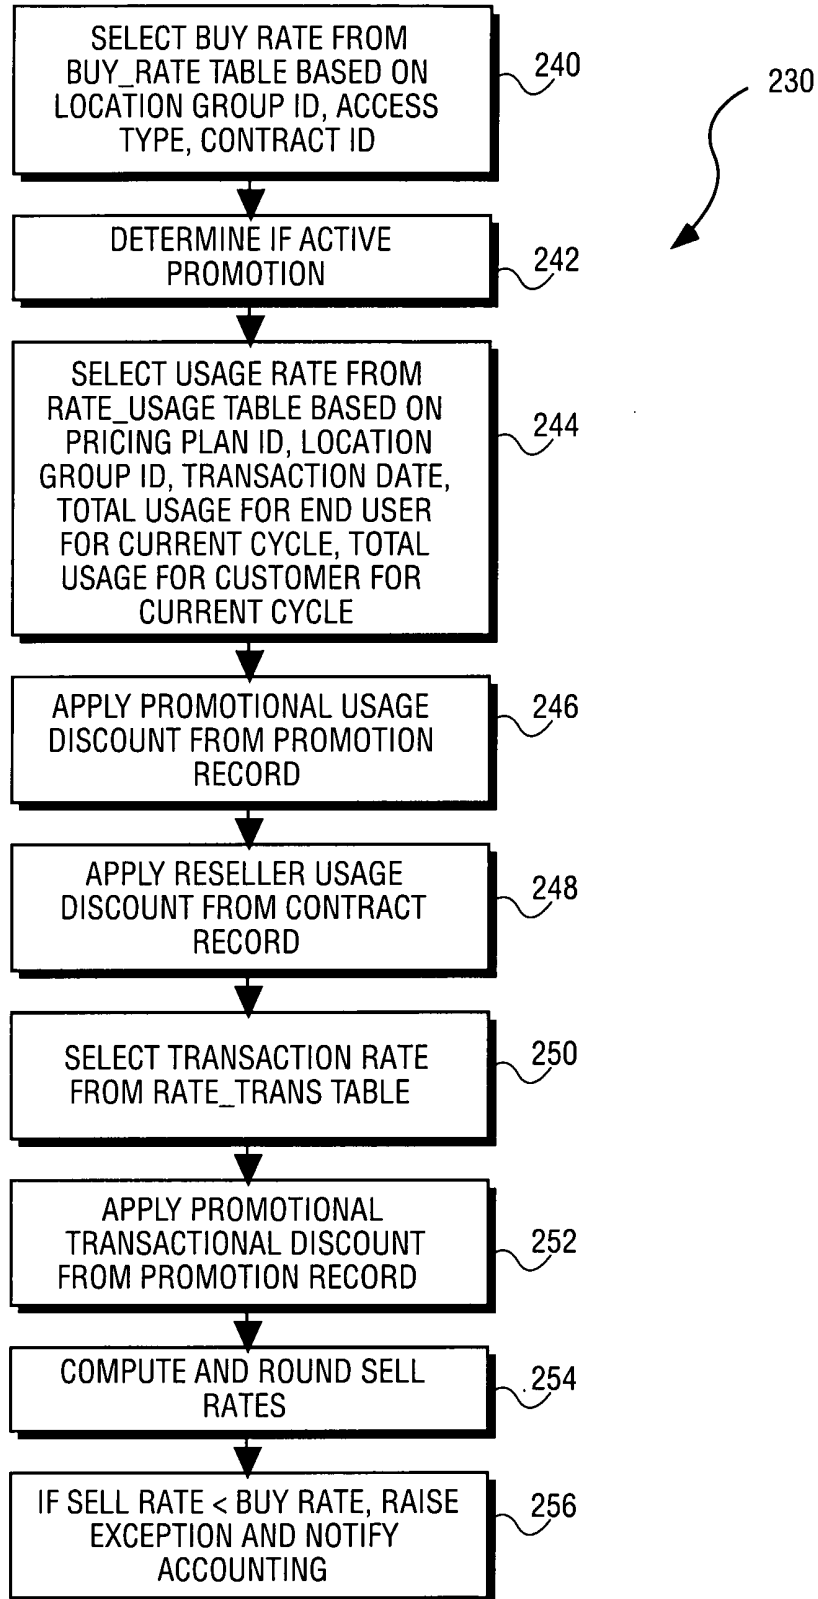 SELECT BUY RATE FROM
BUY_RATE TABLE BASED ON
LOCATION GROUP ID, ACCESS
TYPE, CONTRACT ID
240
230
DETERMINE IF ACTIVE
PROMOTION
242
SELECT USAGE RATE FROM
RATE_USAGE TABLE BASED ON
PRICING PLAN ID, LOCATION
GROUP ID, TRANSACTION DATE,
TOTAL USAGE FOR END USER
FOR CURRENT CYCLE, TOTAL
USAGE FOR CUSTOMER FOR
CURRENT CYCLE
244
APPLY PROMOTIONAL USAGE
DISCOUNT FROM PROMOTION
RECORD
246
APPLY RESELLER USAGE
DISCOUNT FROM CONTRACT
RECORD
248
SELECT TRANSACTION RATE
FROM RATE_TRANS TABLE
250
APPLY PROMOTIONAL
TRANSACTIONAL DISCOUNT
FROM PROMOTION RECORD
252
COMPUTE AND ROUND SELL
RATES
254
IF SELL RATE < BUY RATE, RAISE
EXCEPTION AND NOTIFY
ACCOUNTING
256